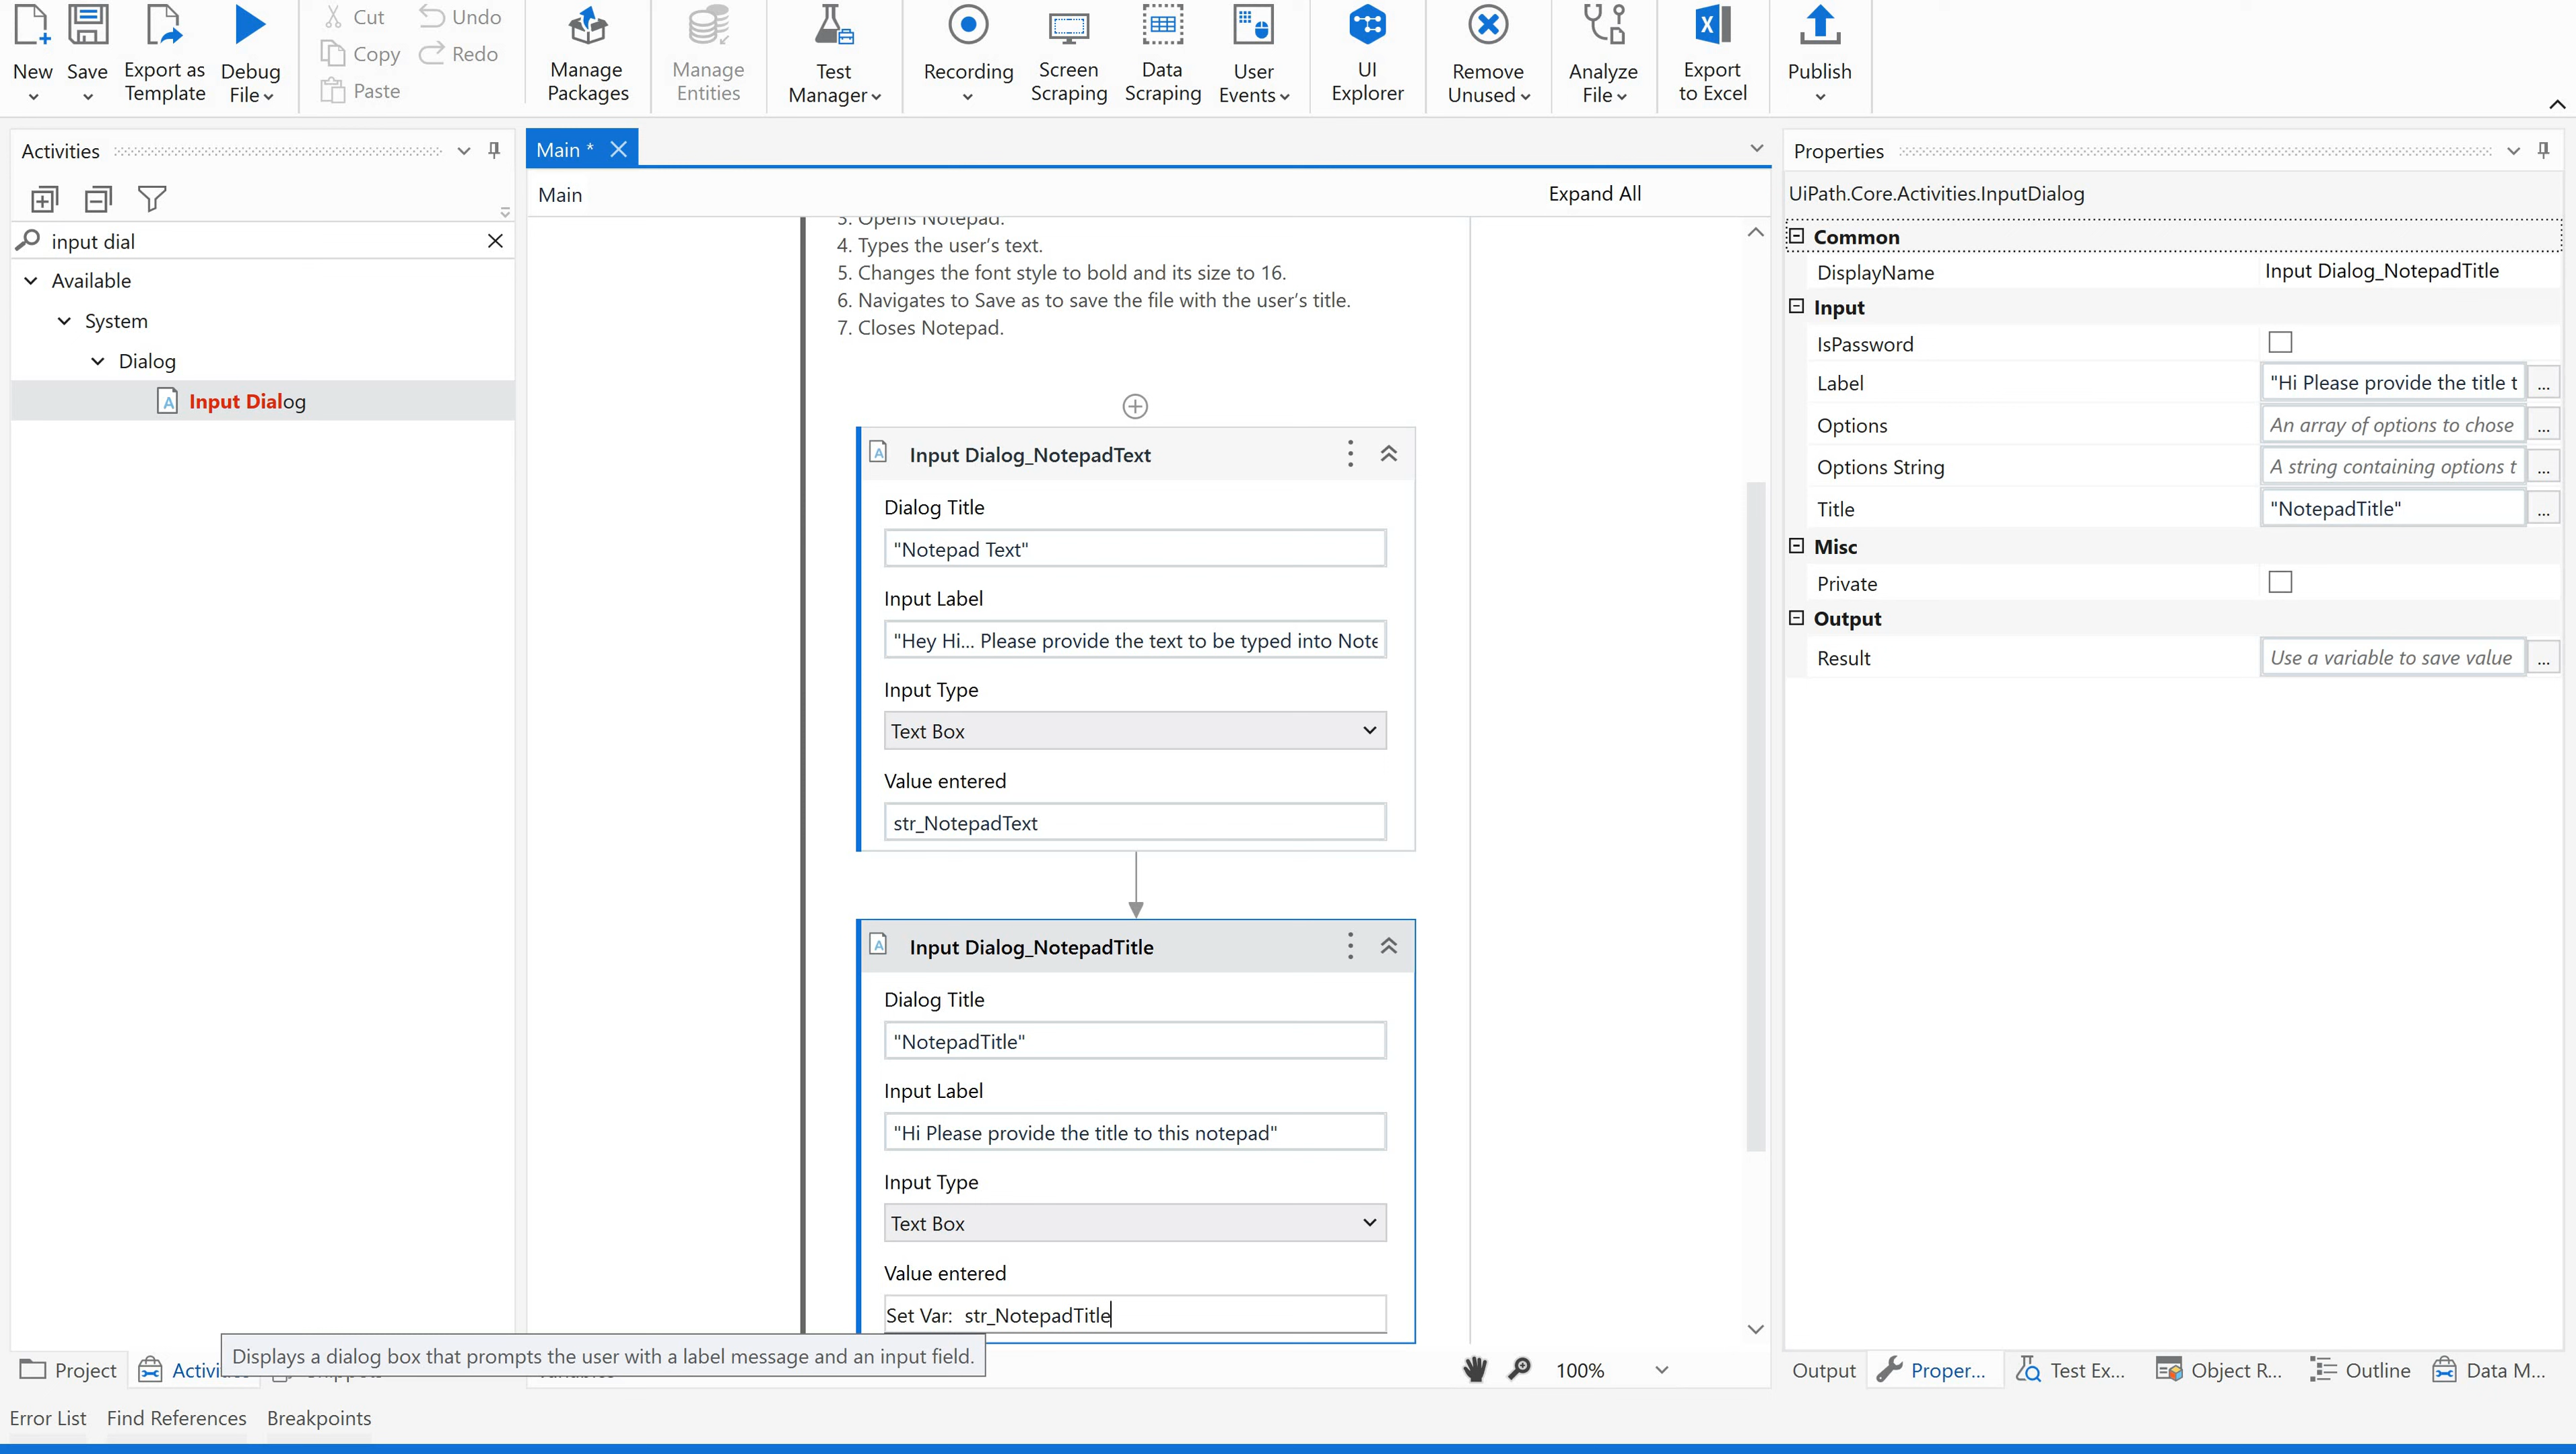 New
Save
Export as
Template
Debug
File
Cut
Copy
Paste
Undo
Redo
Manage
Packages
Manage
Entities
Test
Manager
Recording
Screen
Scraping
Data
Scraping
User
Events
UI
Explorer
Remove
Unused
Analyze
File
Export
to Excel
Publish
Activities
input dial
Available
System
Dialog
Input Dialog
Main *
Main
Expand All
3. Opens Notepad.
4. Types the user's text.
5. Changes the font style to bold and its size to 16.
6. Navigates to Save as to save the file with the user's title.
7. Closes Notepad.
Input Dialog_NotepadText
Dialog Title
"Notepad Text"
Input Label
"Hey Hi... Please provide the text to be typed into Note
Input Type
Text Box
Value entered
str_NotepadText
Input Dialog_NotepadTitle
Dialog Title
"NotepadTitle"
Input Label
"Hi Please provide the title to this notepad"
Input Type
Text Box
Value entered
Set Var: str_NotepadTitle
Displays a dialog box that prompts the user with a label message and an input field.
100%
Properties
UiPath.Core.Activities.InputDialog
Common
DisplayName Input Dialog_NotepadTitle
Input
IsPassword
Label "Hi Please provide the title t ...
Options An array of options to chose ...
Options String A string containing options t ...
Title "NotepadTitle" ...
Misc
Private
Output
Result Use a variable to save value ...
Project
Activi
Output
Proper...
Test Ex...
Object R...
Outline
Data M...
Error List
Find References
Breakpoints